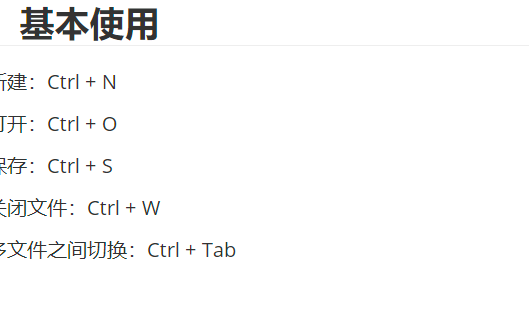 基本使用
新建：Ctrl + N
打开：Ctrl + O
保存：Ctrl + S
关闭文件：Ctrl + W
多文件之间切换：Ctrl + Tab